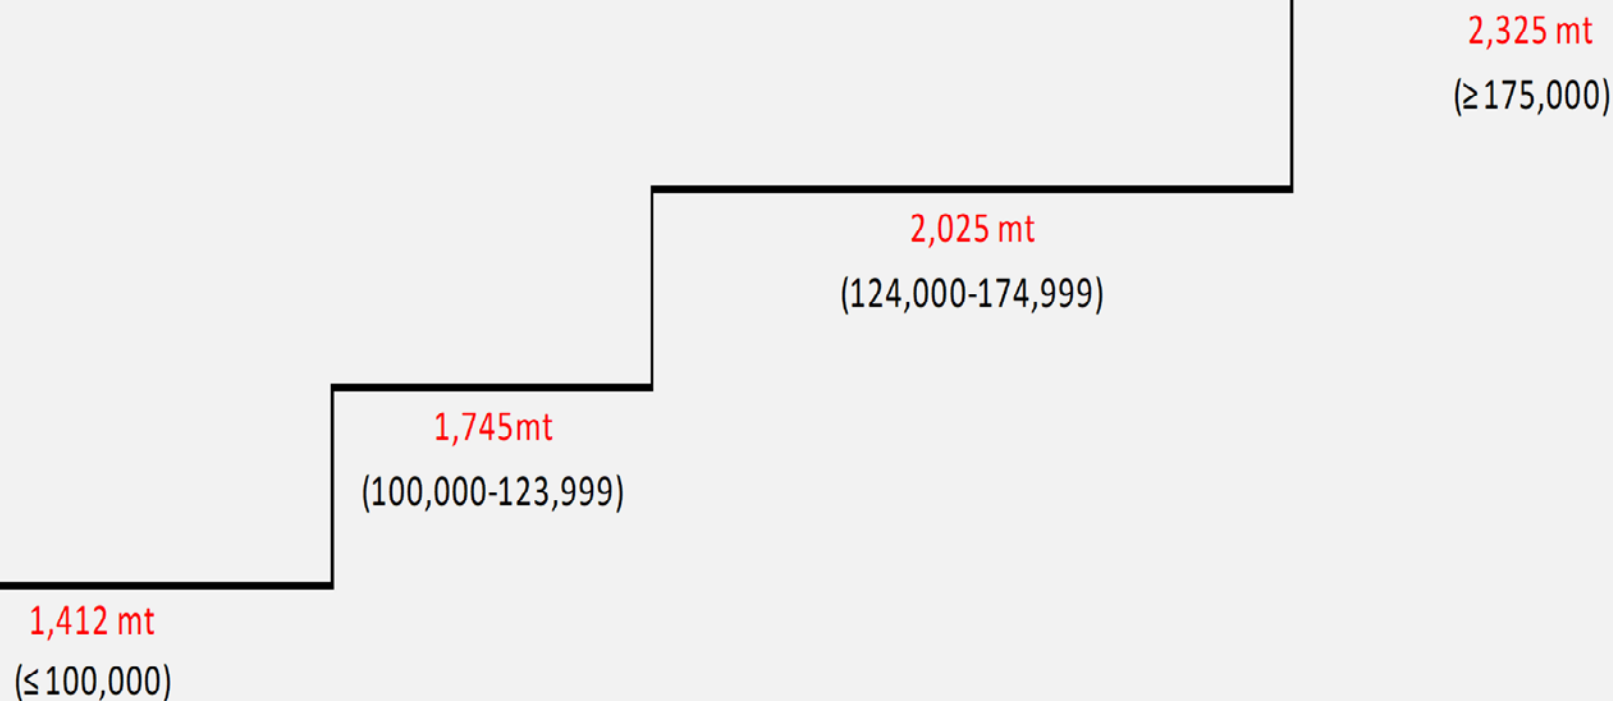 2,325 mt
(≥175,000)
2,025 mt
(124,000-174,999)
1,745mt
(100,000-123,999)
1,412 mt
(≤100,000)